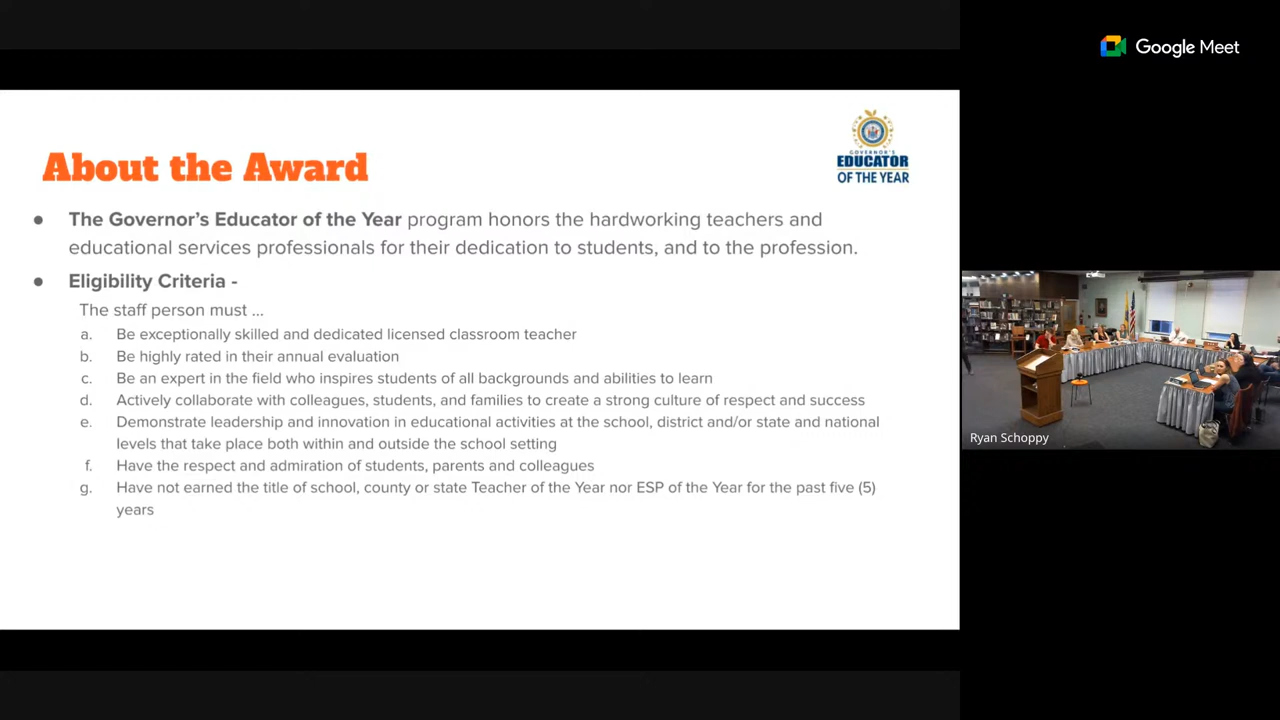 Google Meet
GOVERNOR'S
EDUCATOR
OF THE YEAR
About the Award
● The Governor's Educator of the Year program honors the hardworking teachers and
educational services professionals for their dedication to students, and to the profession.
● Eligibility Criteria -
The staff person must ...
a. Be exceptionally skilled and dedicated licensed classroom teacher
b. Be highly rated in their annual evaluation
c. Be an expert in the field who inspires students of all backgrounds and abilities to learn
d. Actively collaborate with colleagues, students, and families to create a strong culture of respect and success
e. Demonstrate leadership and innovation in educational activities at the school, district and/or state and national
levels that take place both within and outside the school setting
f. Have the respect and admiration of students, parents and colleagues
g. Have not earned the title of school, county or state Teacher of the Year nor ESP of the Year for the past five (5)
years
Ryan Schoppy